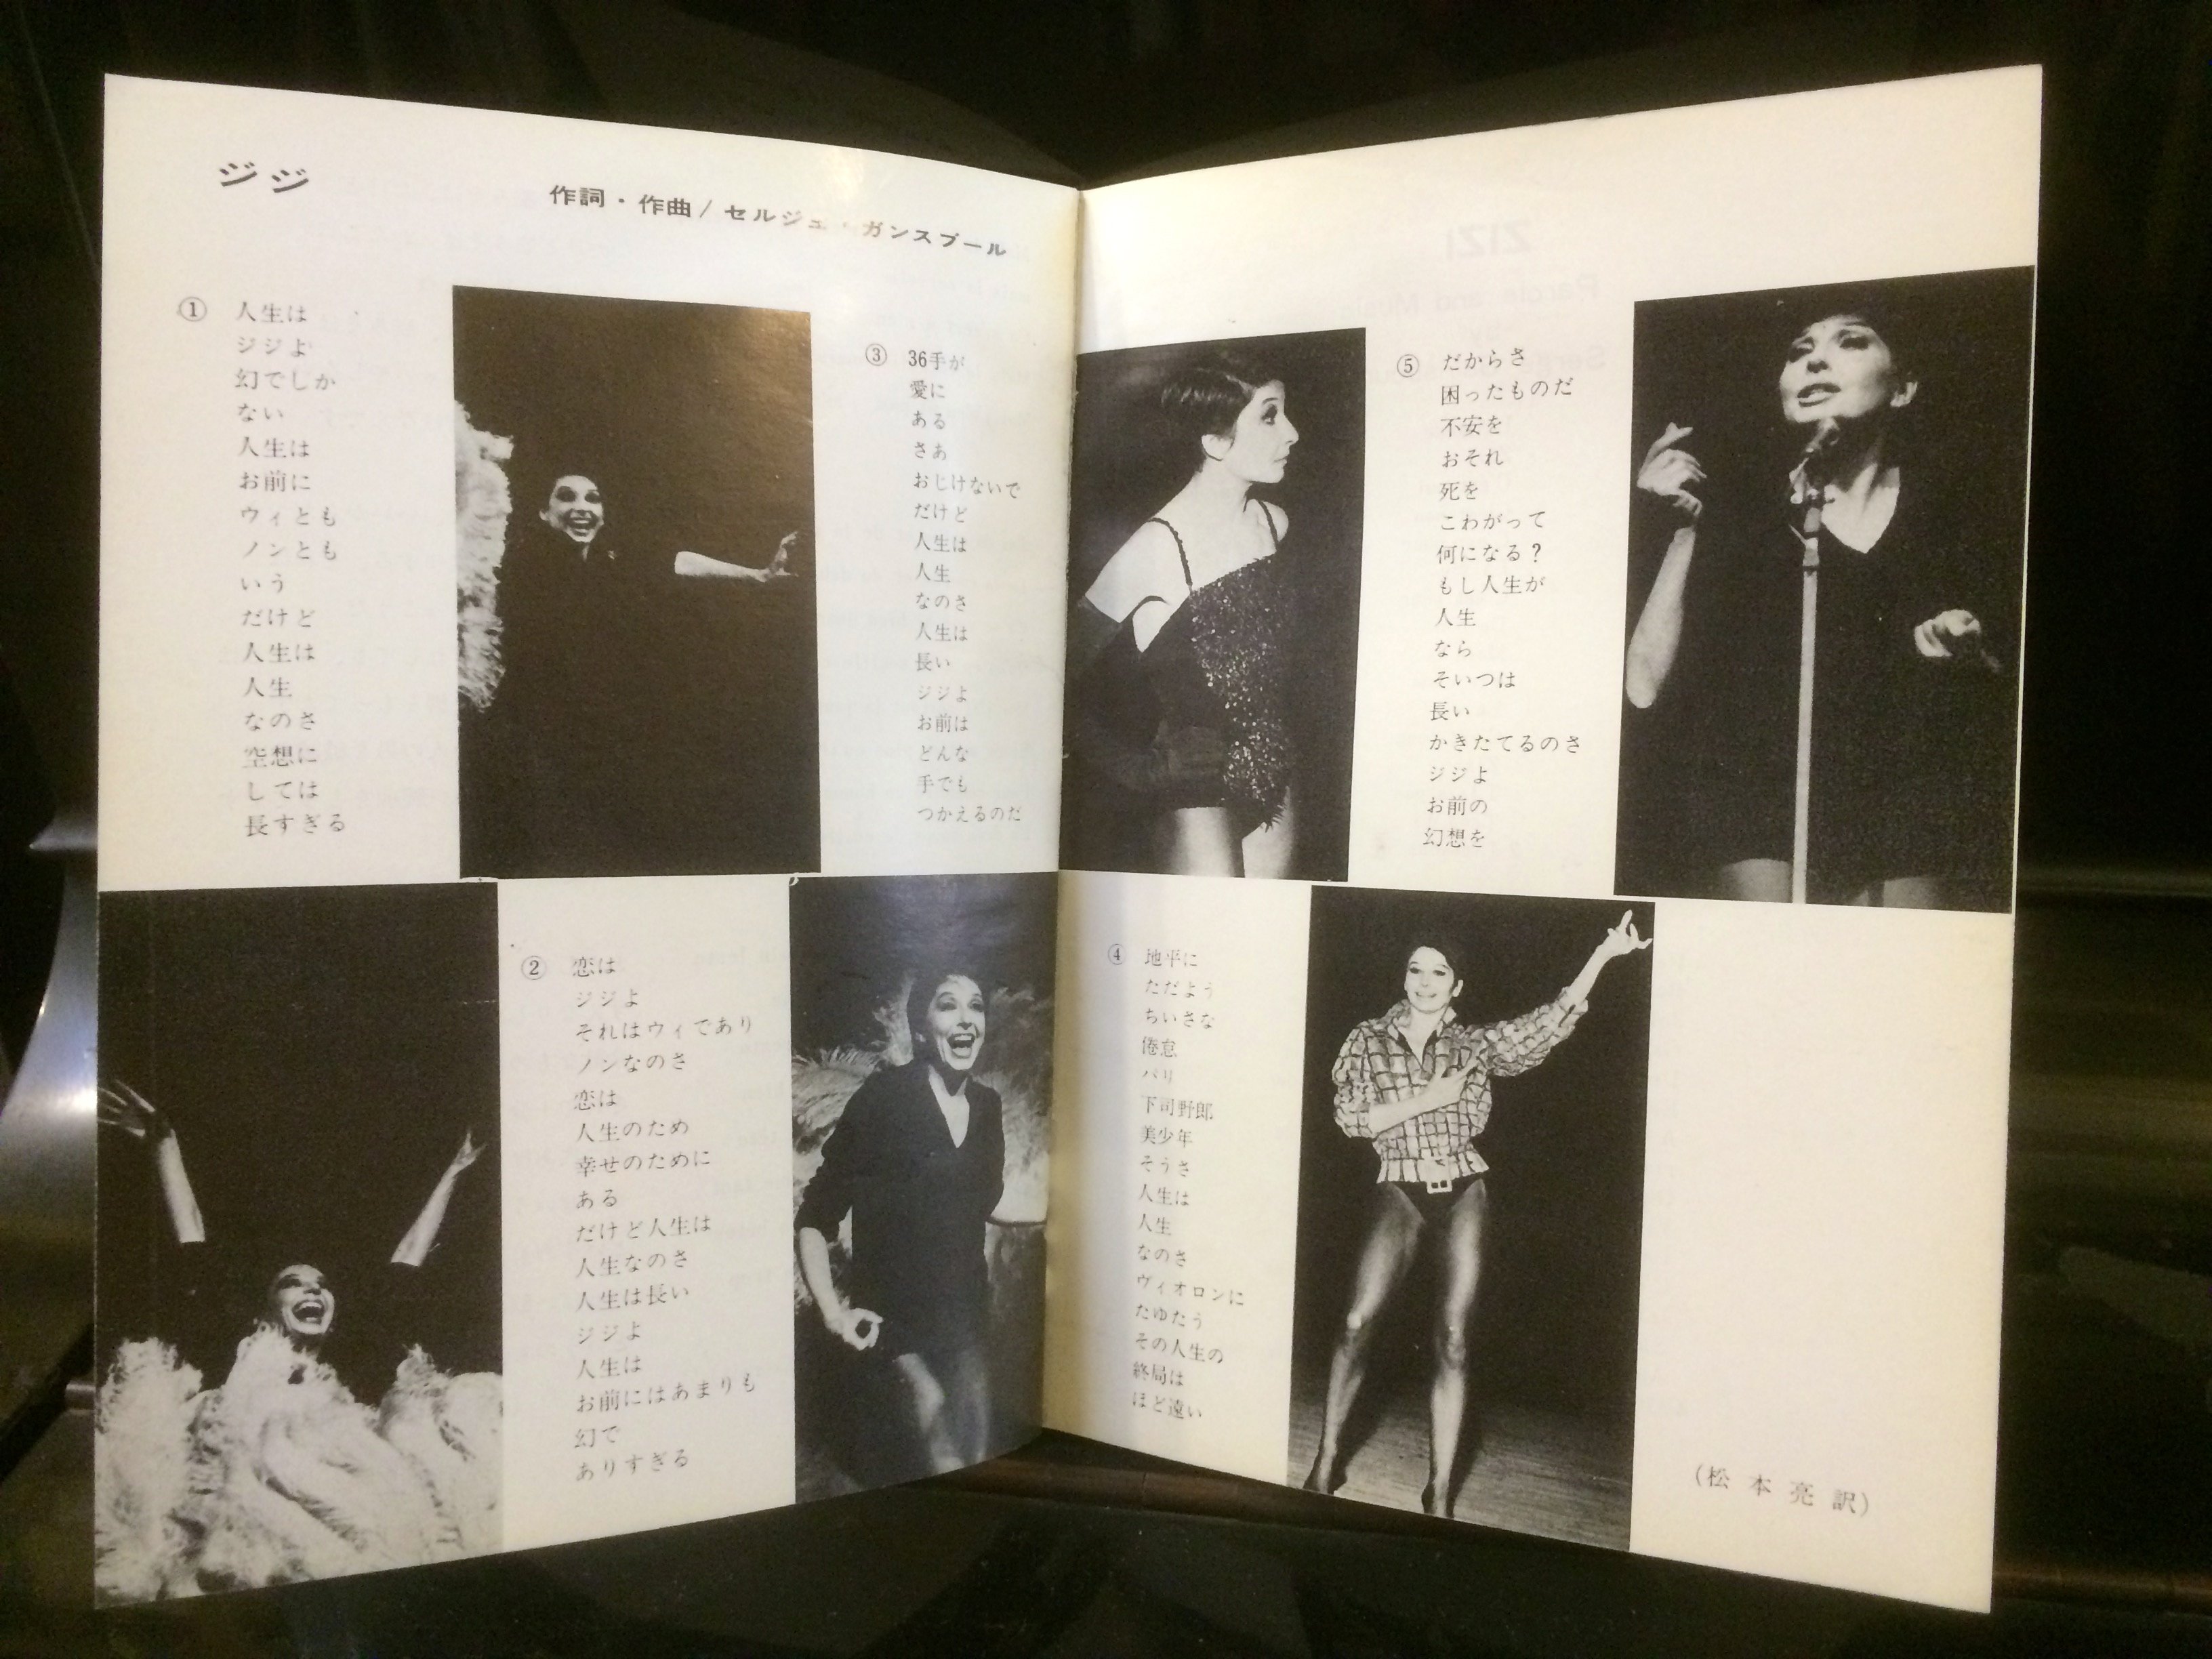 ジジ
作詞・作曲/セルジュ・ガンスブール
①
人生は
ジジよ
幻でしか
ない
人生は
お前に
ウィとも
ノンとも
いう
だけど
人生は
人生
なのさ
空想に
しては
長すぎる
②
恋は
ジジよ
それはウィであり
ノンなのさ
恋は
人生のため
幸せのために
ある
だけど人生は
人生なのさ
人生は長い
ジジよ
人生は
お前にはあまりも
幻で
ありすぎる
③
36手が
愛に
ある
さあ
おじけないで
だけど
人生は
人生
なのさ
人生は
長い
ジジよ
お前は
どんな
手でも
つかえるのだ
④
地平に
ただよう
ちいさな
倦怠
パリ
下司野郎
美少年
そうさ
人生は
人生
なのさ
ヴィオロンに
たゆたう
その人生の
終局は
ほど遠い
⑤
だからさ
困ったものだ
不安を
おそれ
死を
こわがって
何になる？
もし人生が
人生
なら
そいつは
長い
かきたてるのさ
ジジよ
お前の
幻想を
(松本亮訳)
ZIZI